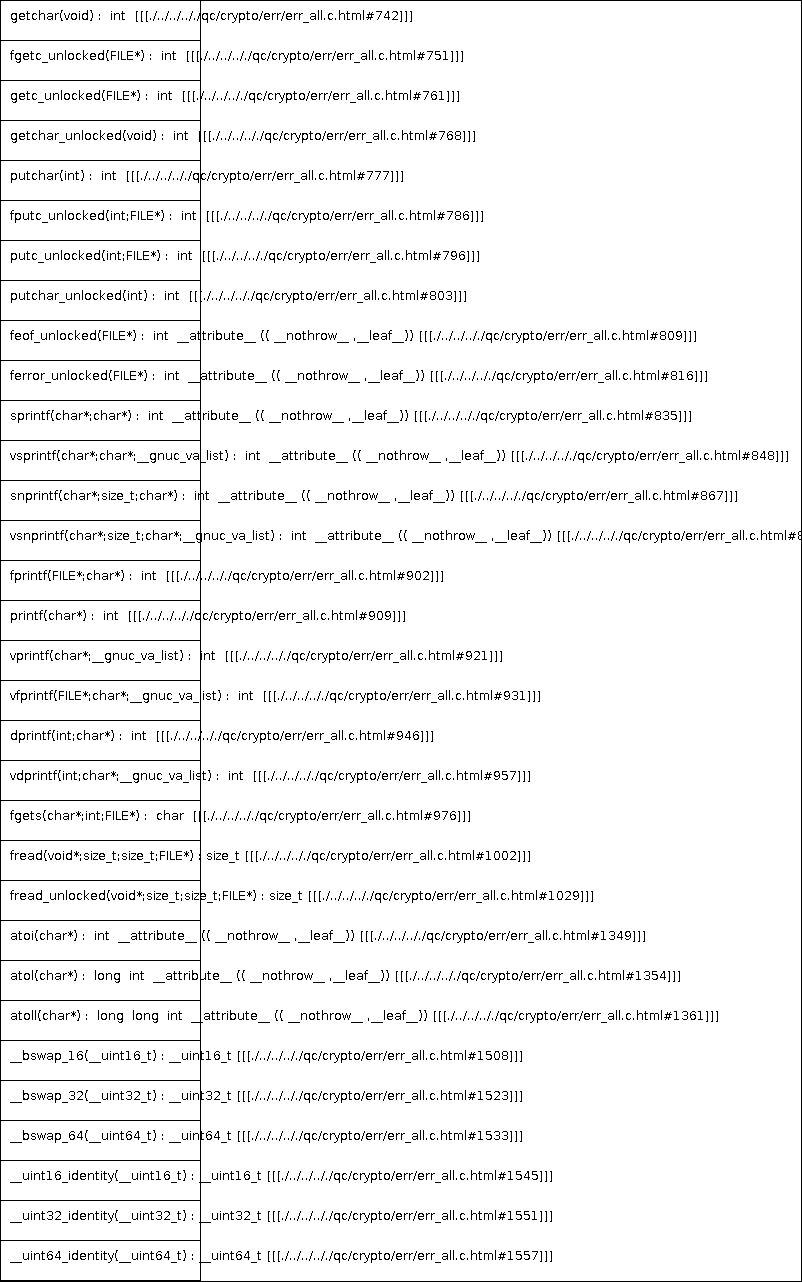 getchar(void) : int [[[./../../../qc/crypto/err/err_all.c.html#742]]]
fgetc_unlocked(FILE*) : int [[[./../../../qc/crypto/err/err_all.c.html#751]]]
getc_unlocked(FILE*) : int [[[./../../../qc/crypto/err/err_all.c.html#761]]]
getchar_unlocked(void) : int [[[./../../../qc/crypto/err/err_all.c.html#768]]]
putchar(int) : int [[[./../../../qc/crypto/err/err_all.c.html#777]]]
fputc_unlocked(int;FILE*) : int [[[./../../../qc/crypto/err/err_all.c.html#786]]]
putc_unlocked(int;FILE*) : int [[[./../../../qc/crypto/err/err_all.c.html#796]]]
putchar_unlocked(int) : int [[[./../../../qc/crypto/err/err_all.c.html#803]]]
feof_unlocked(FILE*) : int __attribute__ (( __nothrow__ ,__leaf__)) [[[./../../../qc/crypto/err/err_all.c.html#809]]]
ferror_unlocked(FILE*) : int __attribute__ (( __nothrow__ ,__leaf__)) [[[./../../../qc/crypto/err/err_all.c.html#816]]]
sprintf(char*;char*) : int __attribute__ (( __nothrow__ ,__leaf__)) [[[./../../../qc/crypto/err/err_all.c.html#835]]]
vsprintf(char*;char*;__gnuc_va_list) : int __attribute__ (( __nothrow__ ,__leaf__)) [[[./../../../qc/crypto/err/err_all.c.html#848]]]
snprintf(char*;size_t;char*) : int __attribute__ (( __nothrow__ ,__leaf__)) [[[./../../../qc/crypto/err/err_all.c.html#867]]]
vsnprintf(char*;size_t;char*;__gnuc_va_list) : int __attribute__ (( __nothrow__ ,__leaf__)) [[[./../../../qc/crypto/err/err_all.c.html#8
fprintf(FILE*;char*) : int [[[./../../../qc/crypto/err/err_all.c.html#902]]]
printf(char*) : int [[[./../../../qc/crypto/err/err_all.c.html#909]]]
vprintf(char*;__gnuc_va_list) : int [[[./../../../qc/crypto/err/err_all.c.html#921]]]
vfprintf(FILE*;char*;__gnuc_va_list) : int [[[./../../../qc/crypto/err/err_all.c.html#931]]]
dprintf(int;char*) : int [[[./../../../qc/crypto/err/err_all.c.html#946]]]
vdprintf(int;char*;__gnuc_va_list) : int [[[./../../../qc/crypto/err/err_all.c.html#957]]]
fgets(char*;int;FILE*) : char [[[./../../../qc/crypto/err/err_all.c.html#976]]]
fread(void*;size_t;size_t;FILE*) : size_t [[[./../../../qc/crypto/err/err_all.c.html#1002]]]
fread_unlocked(void*;size_t;size_t;FILE*) : size_t [[[./../../../qc/crypto/err/err_all.c.html#1029]]]
atoi(char*) : int __attribute__ (( __nothrow__ ,__leaf__)) [[[./../../../qc/crypto/err/err_all.c.html#1349]]]
atol(char*) : long int __attribute__ (( __nothrow__ ,__leaf__)) [[[./../../../qc/crypto/err/err_all.c.html#1354]]]
atoll(char*) : long long int __attribute__ (( __nothrow__ ,__leaf__)) [[[./../../../qc/crypto/err/err_all.c.html#1361]]]
__bswap_16(__uint16_t) : __uint16_t [[[./../../../qc/crypto/err/err_all.c.html#1508]]]
__bswap_32(__uint32_t) : __uint32_t [[[./../../../qc/crypto/err/err_all.c.html#1523]]]
__bswap_64(__uint64_t) : __uint64_t [[[./../../../qc/crypto/err/err_all.c.html#1533]]]
__uint16_identity(__uint16_t) : __uint16_t [[[./../../../qc/crypto/err/err_all.c.html#1545]]]
__uint32_identity(__uint32_t) : __uint32_t [[[./../../../qc/crypto/err/err_all.c.html#1551]]]
__uint64_identity(__uint64_t) : __uint64_t [[[./../../../qc/crypto/err/err_all.c.html#1557]]]